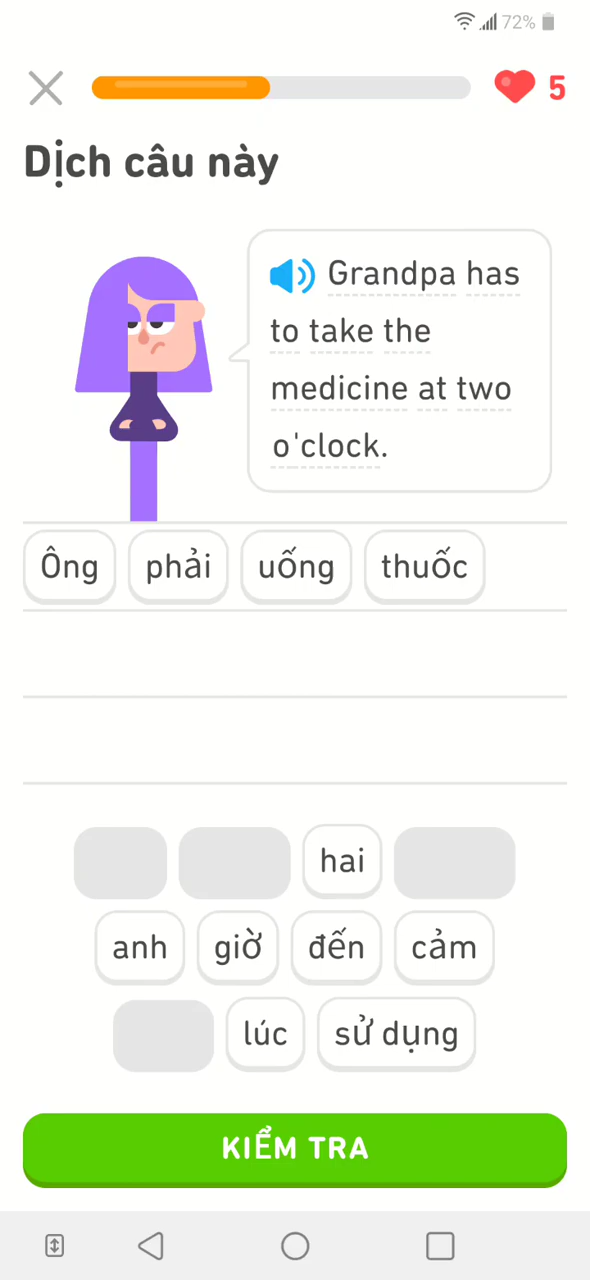 72%
5
Dịch câu này
Grandpa has
to take the
medicine at two
o'clock.
Ông phải uống thuốc
hai
anh giờ đến cảm
lúc sử dụng
KIỂM TRA